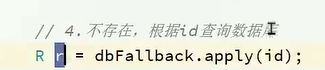 // 4.不存在，根据id查询数据库
R r = dbFallback.apply(id);